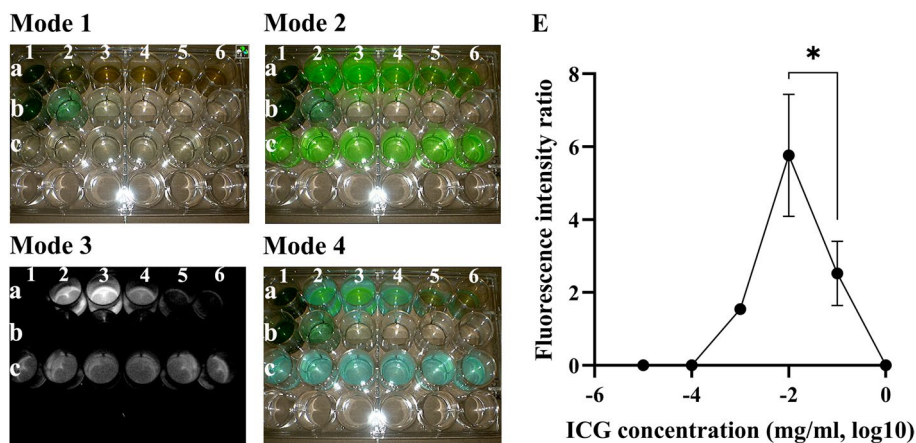 Mode 1
1 2 3 4 5 6
a
b
c
Mode 2
1 2 3 4 5 6
a
b
c
Mode 3
1 2 3 4 5 6
a
b
c
Mode 4
1 2 3 4 5 6
a
b
c
E
*
Fluorescence intensity ratio
8
6
4
2
0
-6 -4 -2 0
ICG concentration (mg/ml, log10)